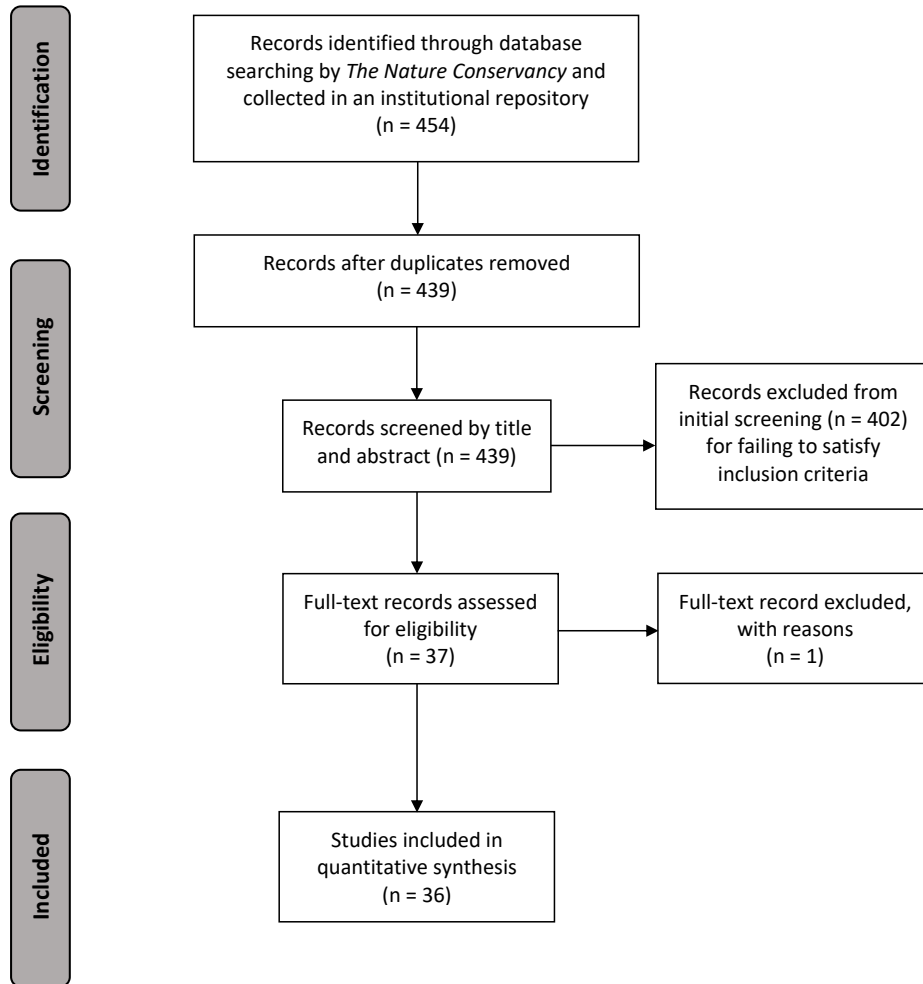 Identification
Records identified through database
searching by The Nature Conservancy and
collected in an institutional repository
(n = 454)
Screening
Records after duplicates removed
(n = 439)
Records screened by title
and abstract (n = 439)
Records excluded from
initial screening (n = 402)
for failing to satisfy
inclusion criteria
Eligibility
Full-text records assessed
for eligibility
(n = 37)
Full-text record excluded,
with reasons
(n = 1)
Included
Studies included in
quantitative synthesis
(n = 36)